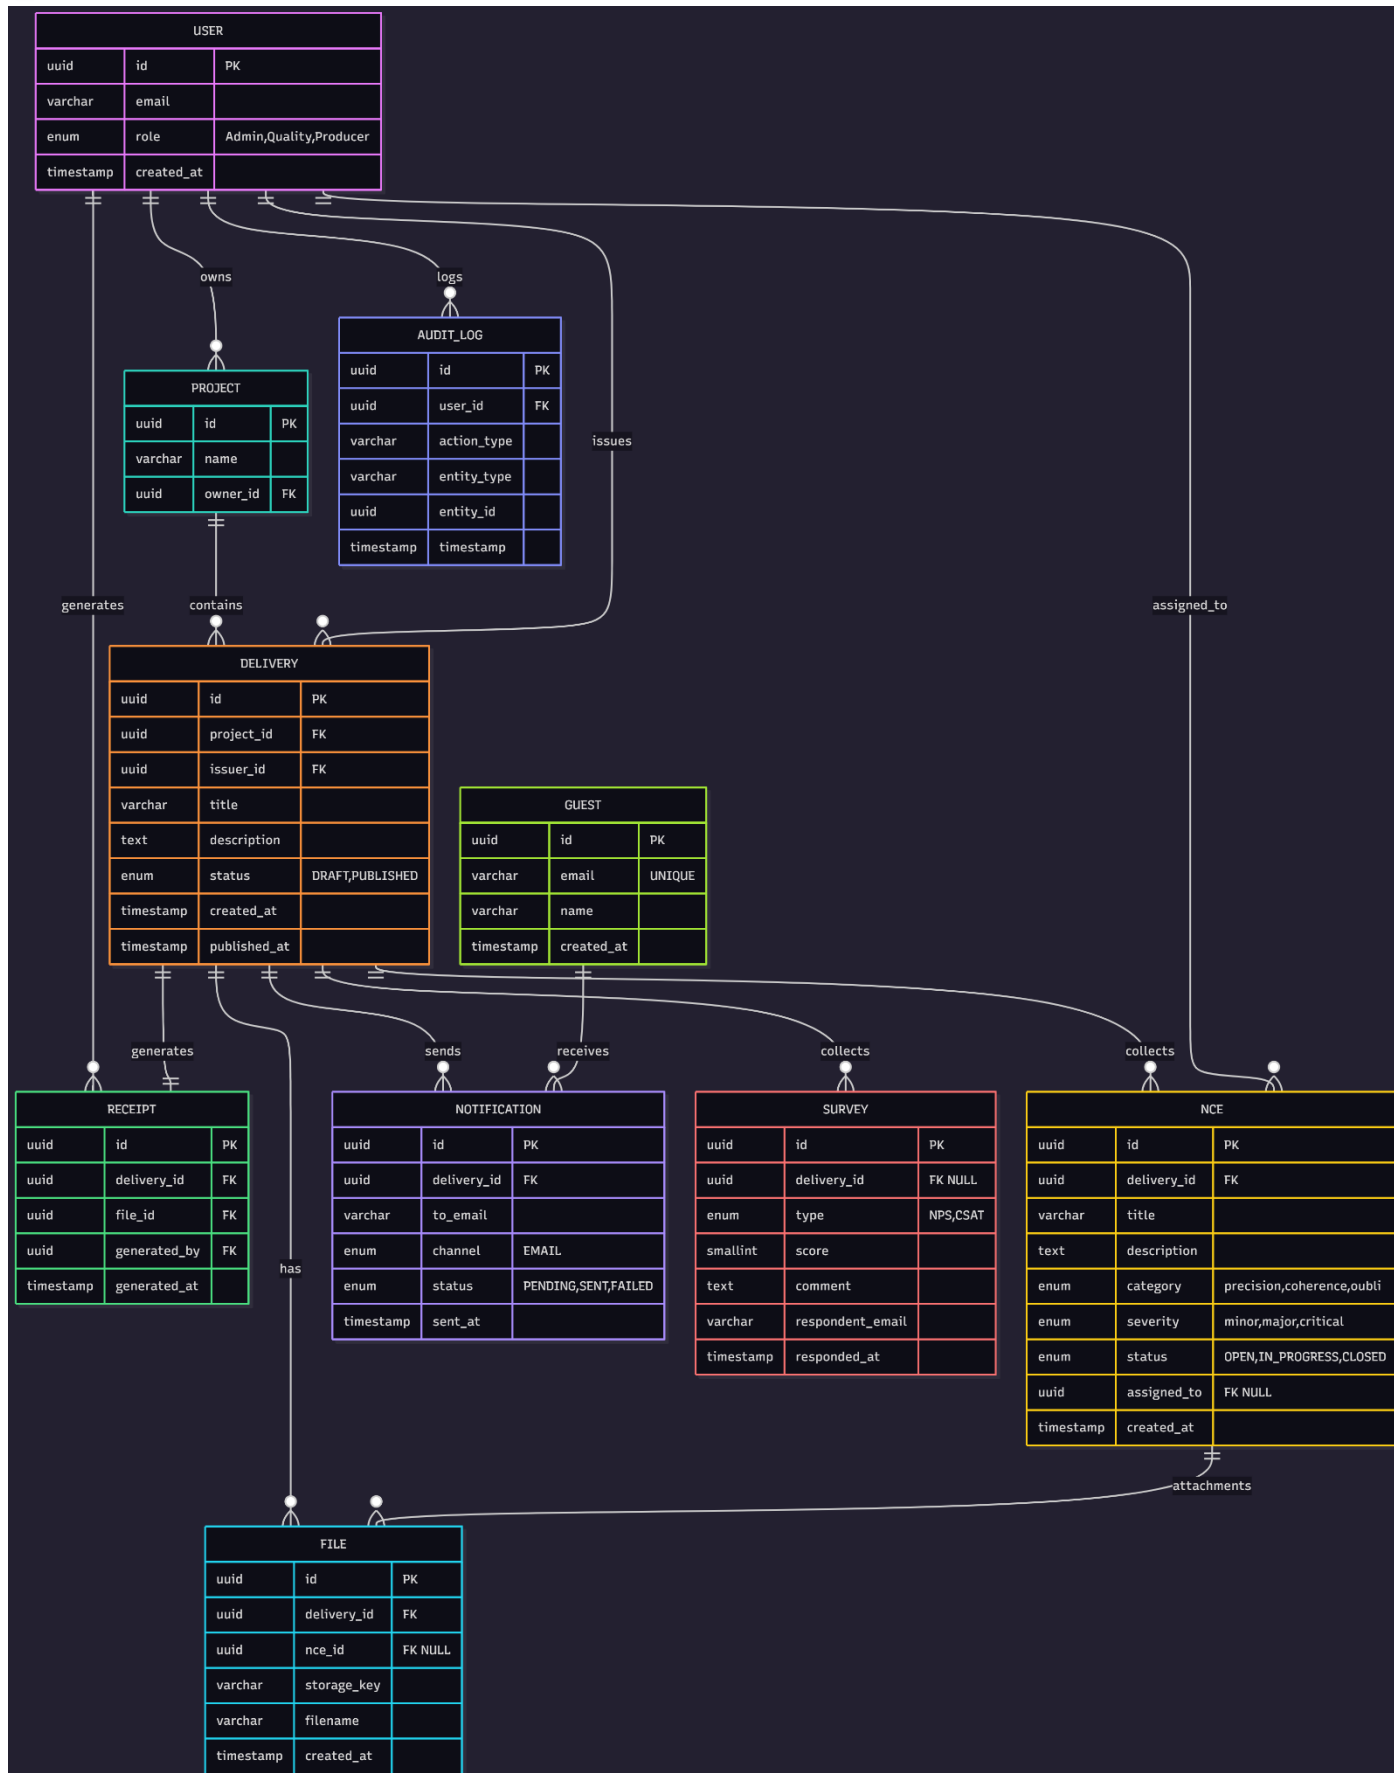 USER
uuid id PK
varchar email
enum role Admin,Quality,Producer
timestamp created_at
owns
logs
AUDIT_LOG
uuid id PK
uuid user_id FK
varchar action_type
varchar entity_type
uuid entity_id
timestamp timestamp
PROJECT
uuid id PK
varchar name
uuid owner_id FK
issues
generates
contains
assigned_to
DELIVERY
uuid id PK
uuid project_id FK
uuid issuer_id FK
varchar title
text description
enum status DRAFT,PUBLISHED
timestamp created_at
timestamp published_at
GUEST
uuid id PK
varchar email UNIQUE
varchar name
timestamp created_at
generates
sends
receives
collects
collects
RECEIPT
uuid id PK
uuid delivery_id FK
uuid file_id FK
uuid generated_by FK
timestamp generated_at
NOTIFICATION
uuid id PK
uuid delivery_id FK
varchar to_email
enum channel EMAIL
enum status PENDING,SENT,FAILED
timestamp sent_at
SURVEY
uuid id PK
uuid delivery_id FK NULL
enum type NPS,CSAT
smallint score
text comment
varchar respondent_email
timestamp responded_at
NCE
uuid id PK
uuid delivery_id FK
varchar title
text description
enum category precision,coherence,oubli
enum severity minor,major,critical
enum status OPEN,IN_PROGRESS,CLOSED
uuid assigned_to FK NULL
timestamp created_at
has
attachments
FILE
uuid id PK
uuid delivery_id FK
uuid nce_id FK NULL
varchar storage_key
varchar filename
timestamp created_at